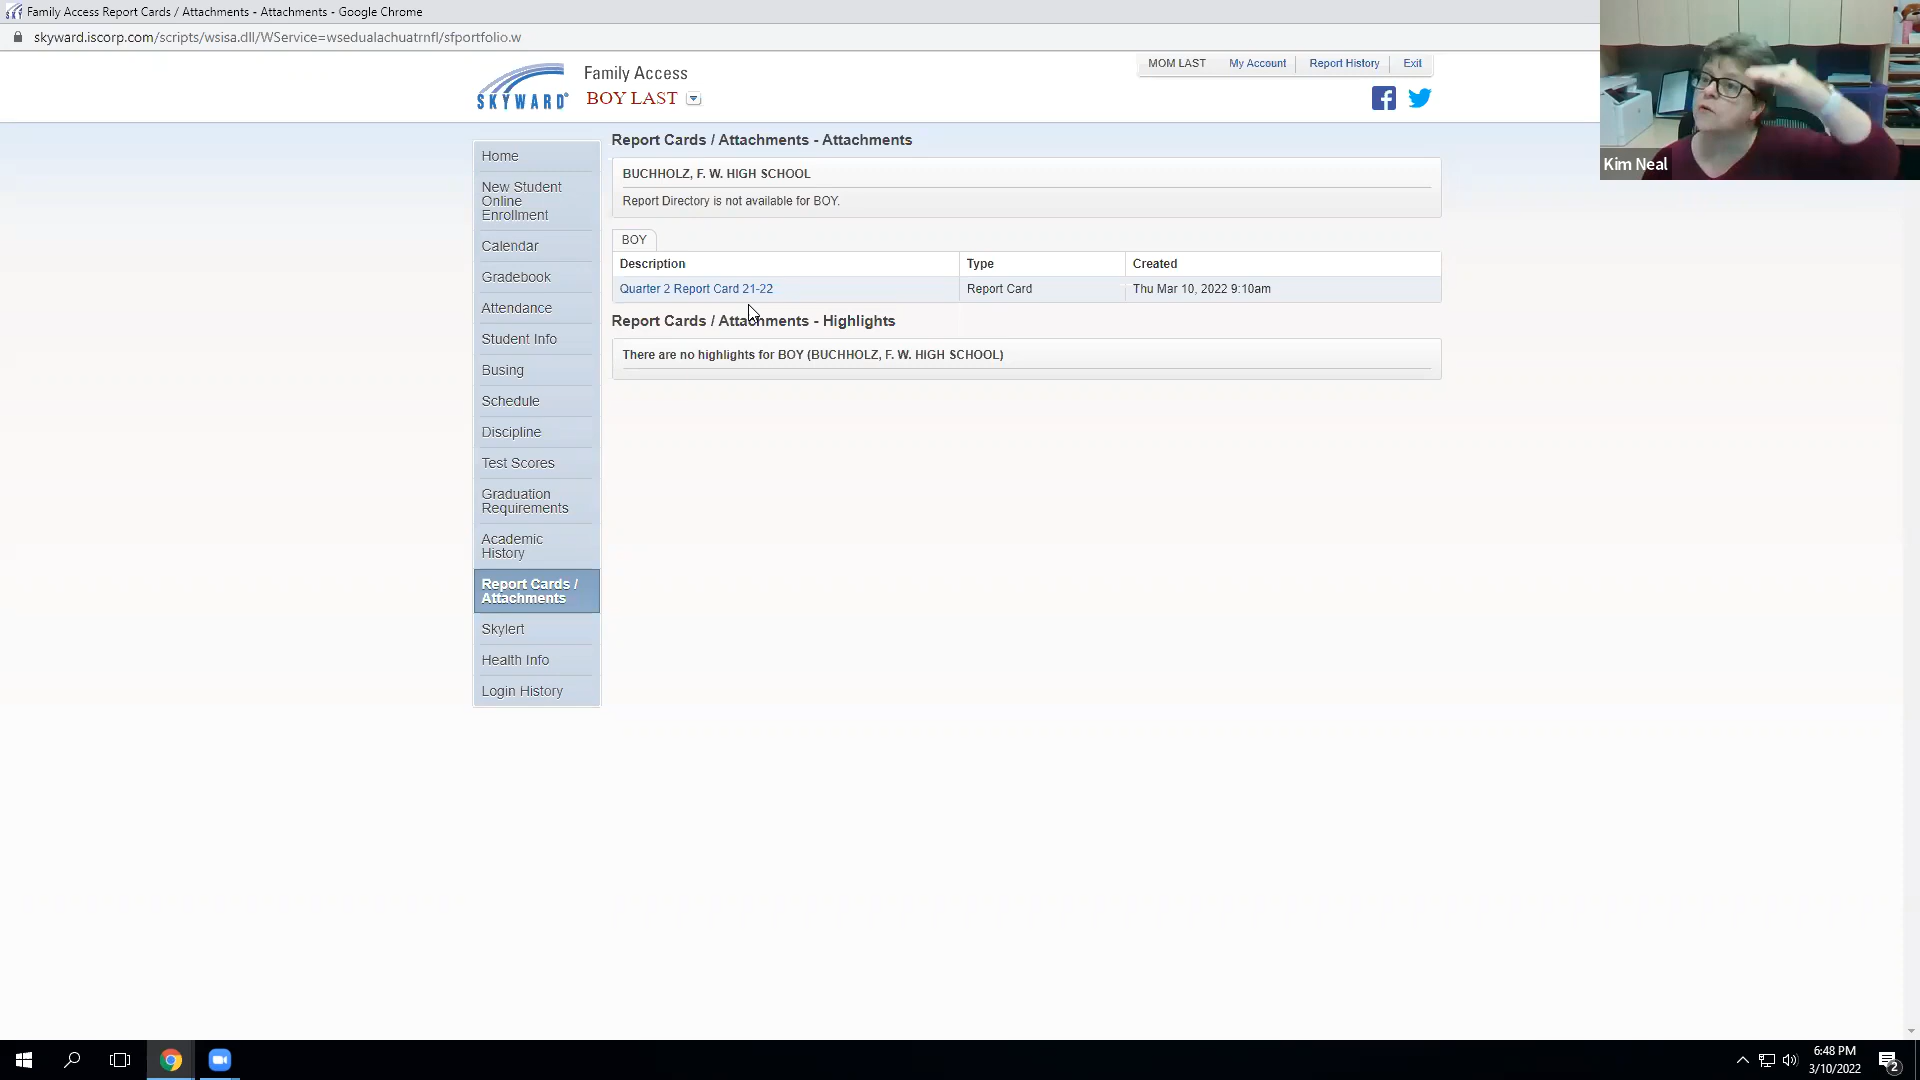 Family Access Report Cards / Attachments - Attachments - Google Chrome
skyward.iscorp.com/scripts/wsisa.dll/WService=wsedualachuatrnfl/sfportfolio.w
SKYWARD
Family Access
BOY LAST
MOM LAST
My Account
Report History
Exit
Kim Neal
Home
New Student
Online
Enrollment
Calendar
Gradebook
Attendance
Student Info
Busing
Schedule
Discipline
Test Scores
Graduation
Requirements
Academic
History
Report Cards /
Attachments
Skylert
Health Info
Login History
Report Cards / Attachments - Attachments
BUCHHOLZ, F. W. HIGH SCHOOL
Report Directory is not available for BOY.
BOY
Description Type Created
Quarter 2 Report Card 21-22 Report Card Thu Mar 10, 2022 9:10am
Report Cards / Attachments - Highlights
There are no highlights for BOY (BUCHHOLZ, F. W. HIGH SCHOOL)
6:48 PM
3/10/2022
2